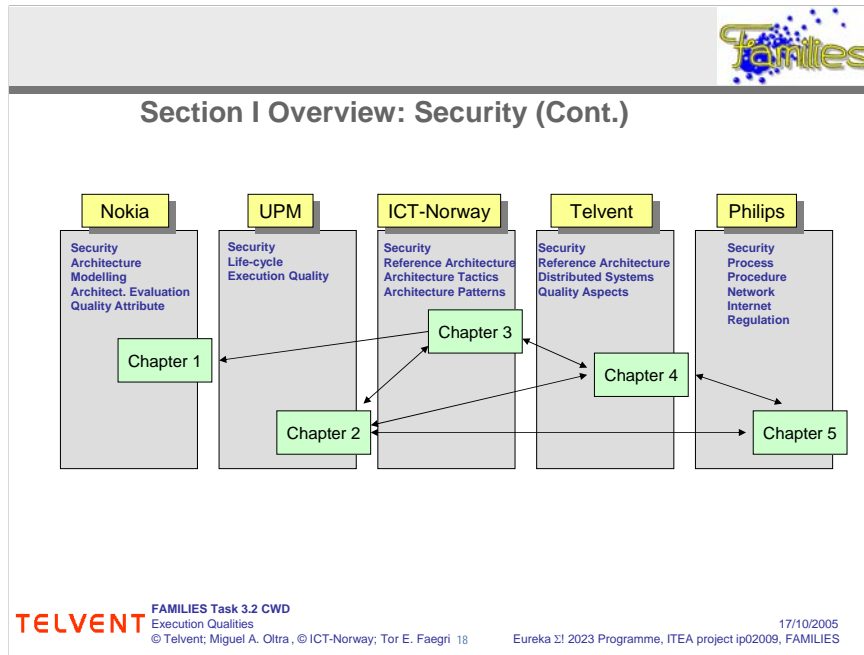 Families
Section I Overview: Security (Cont.)
Nokia
Security
Architecture
Modelling
Architect. Evaluation
Quality Attribute
Chapter 1
UPM
Security
Life-cycle
Execution Quality
Chapter 2
ICT-Norway
Security
Reference Architecture
Architecture Tactics
Architecture Patterns
Chapter 3
Telvent
Security
Reference Architecture
Distributed Systems
Quality Aspects
Chapter 4
Philips
Security
Process
Procedure
Network
Internet
Regulation
Chapter 5
TELVENT
FAMILIES Task 3.2 CWD
Execution Qualities
© Telvent; Miguel A. Oltra , © ICT-Norway; Tor E. Faegri 18
17/10/2005
Eureka Σ! 2023 Programme, ITEA project ip02009, FAMILIES